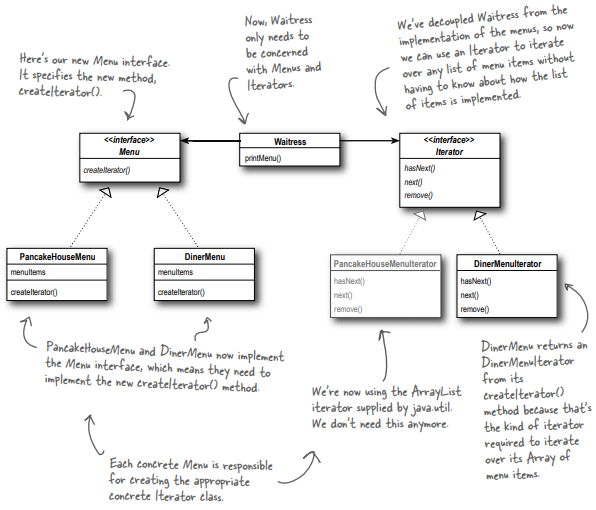 Here's our new Menu interface.
It specifies the new method,
createIterator().
Now, Waitress
only needs to
be concerned
with Menus and
Iterators.
We've decoupled Waitress from the
implementation of the menus, so now
we can use an Iterator to iterate
over any list of menu items without
having to know about how the list
of items is implemented.
<<interface>>
Menu
createIterator()
Waitress
printMenu()
<<interface>>
Iterator
hasNext()
next()
remove()
PancakeHouseMenu
menuItems
createIterator()
DinerMenu
menuItems
createIterator()
PancakeHouseMenuIterator
hasNext()
next()
remove()
DinerMenuIterator
hasNext()
next()
remove()
PancakeHouseMenu and DinerMenu now implement
the Menu interface, which means they need to
implement the new createIterator() method.
We're now using the ArrayList
iterator supplied by java.util.
We don't need this anymore.
DinerMenu returns an
DinerMenuIterator
from its
createIterator()
method because that's
the kind of iterator
required to iterate
over its Array of
menu items.
Each concrete Menu is responsible
for creating the appropriate
concrete Iterator class.